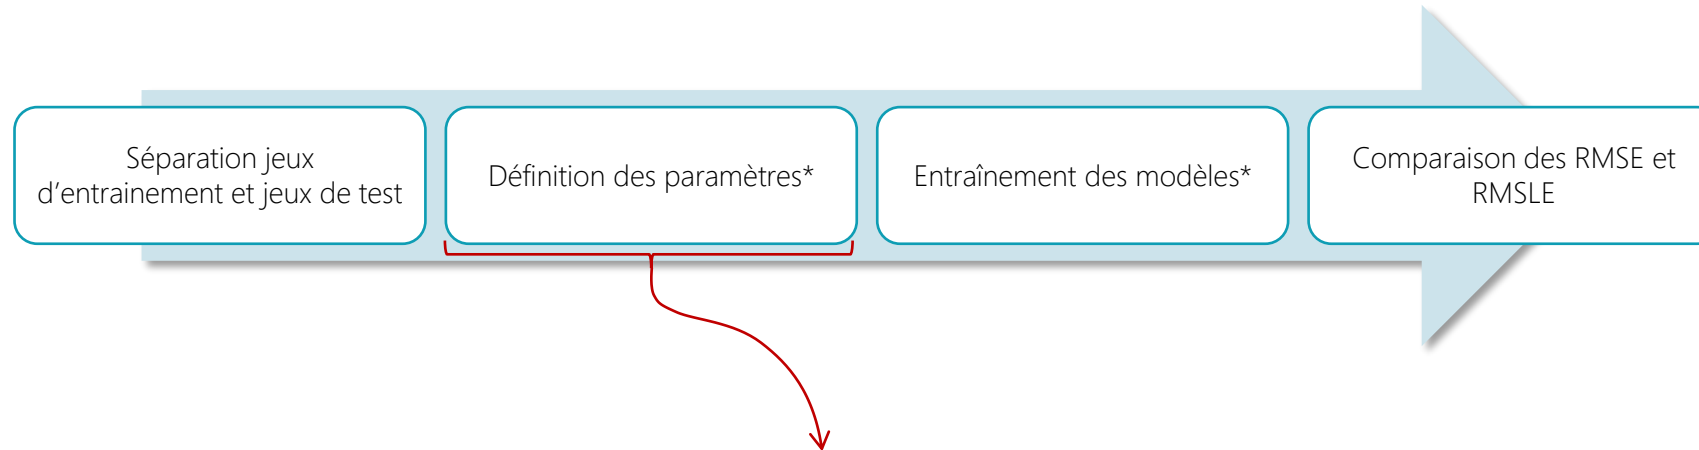 Séparation jeux
d’entrainement et jeux de test
Définition des paramètres*
Entraînement des modèles*
Comparaison des RMSE et
RMSLE